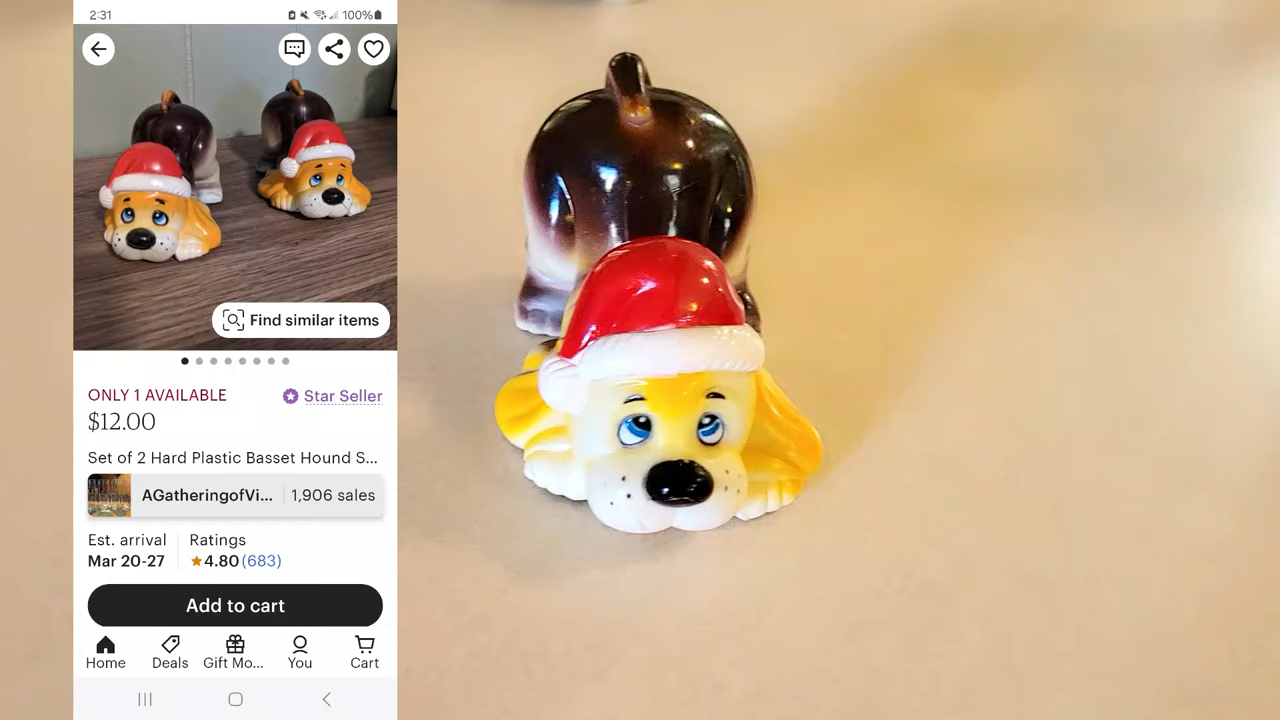 2:31
100%
Find similar items
ONLY 1 AVAILABLE
Star Seller
$12.00
Set of 2 Hard Plastic Basset Hound S...
AGatheringofVi...
1,906 sales
Est. arrival
Ratings
Mar 20-27
4.80 (683)
Add to cart
Home
Deals
Gift Mo...
You
Cart